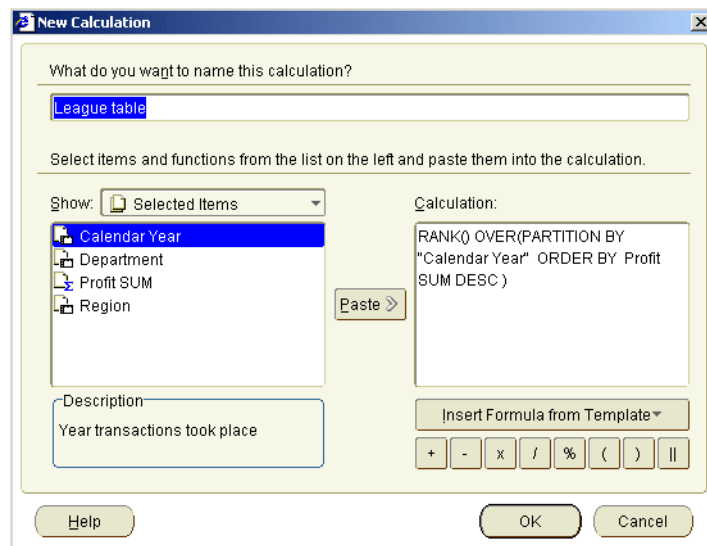 New Calculation
What do you want to name this calculation?
League table
Select items and functions from the list on the left and paste them into the calculation.
Show: Selected Items
Calendar Year
Department
Profit SUM
Region
Paste
Calculation:
RANK() OVER(PARTITION BY
"Calendar Year" ORDER BY Profit
SUM DESC )
Description
Year transactions took place
Insert Formula from Template
+ - x / % ( ) ||
Help
OK
Cancel